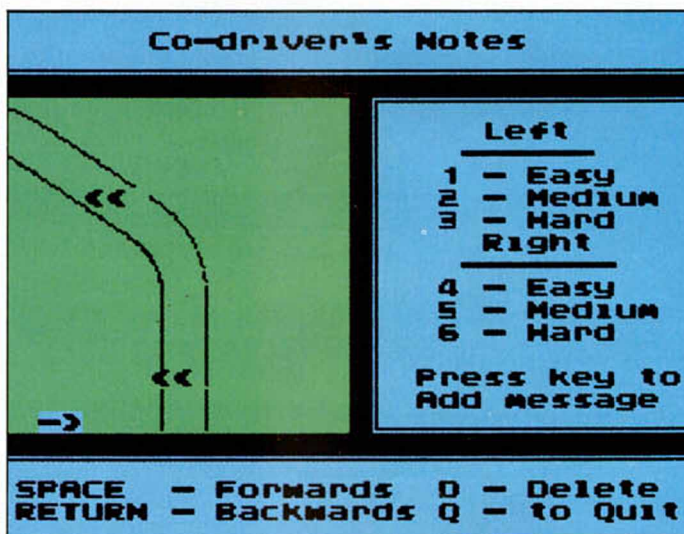 Co-driver's Notes
<<
<<
->
Left
1 - Easy
2 - Medium
3 - Hard
Right
4 - Easy
5 - Medium
6 - Hard
Press key to
Add message
SPACE - Forwards D - Delete
RETURN - Backwards Q - to Quit